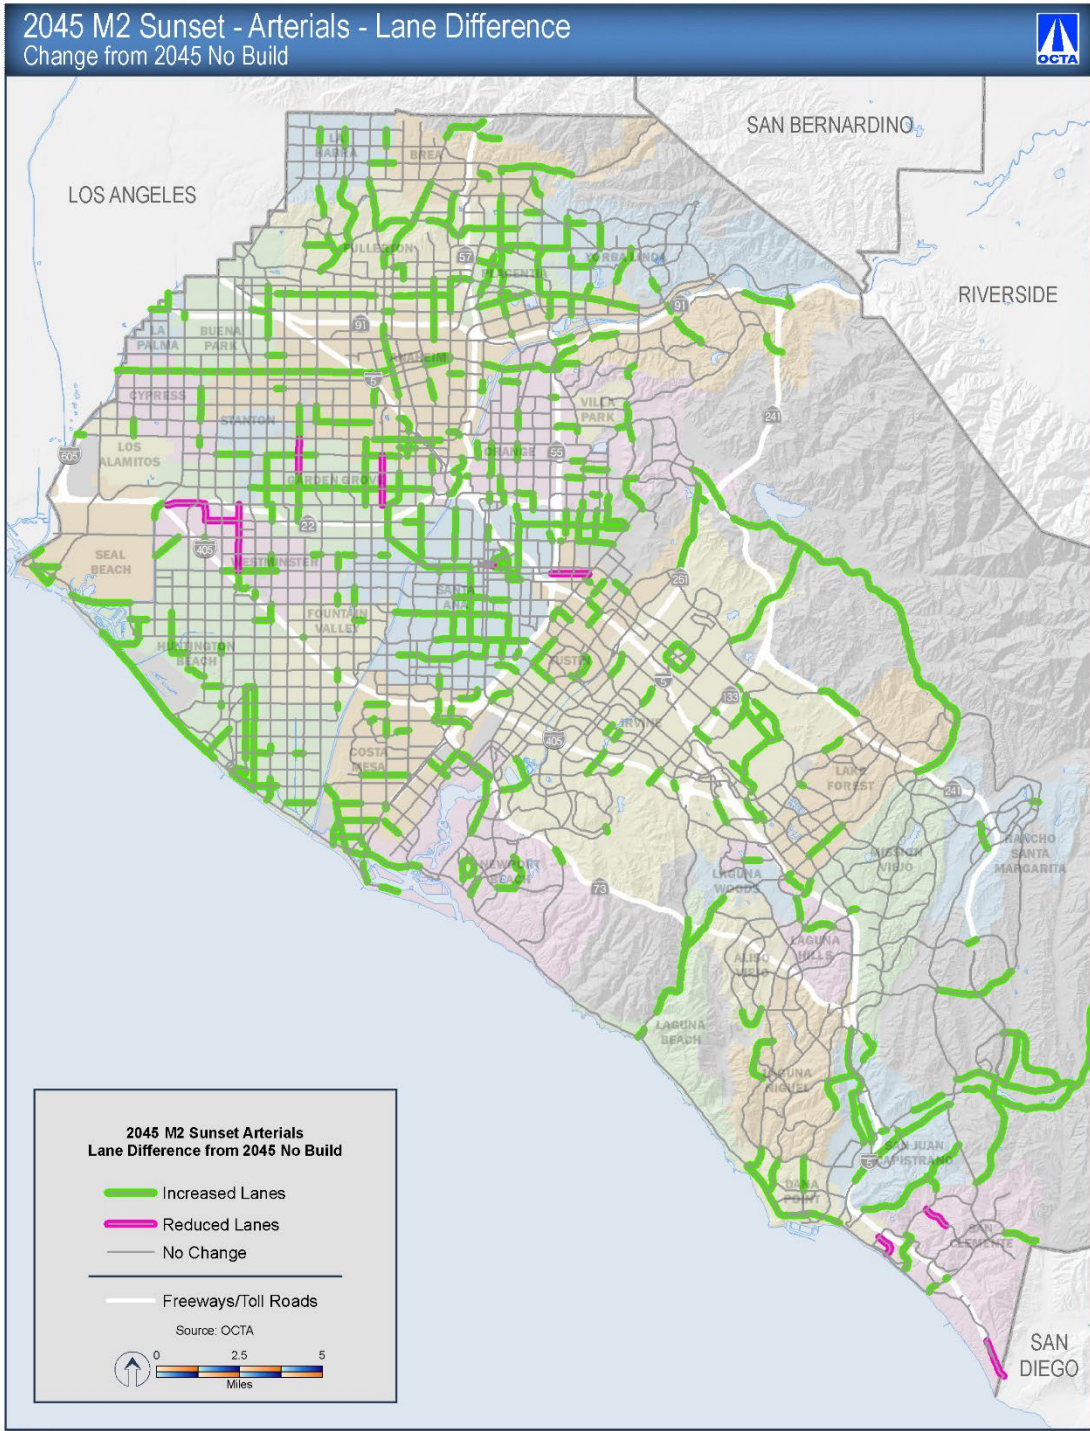 2045 M2 Sunset - Arterials - Lane Difference
Change from 2045 No Build
OCTA
SAN BERNARDINO
LOS ANGELES
RIVERSIDE
LA
HABRA
BREA
FULLERTON
57
PLACENTIA
YORBA LINDA
91
91
LA
PALMA
BUENA
PARK
ANAHEIM
5
CYPRESS
STANTON
VILLA
PARK
241
LOS
ALAMITOS
605
ORANGE
55
GARDEN GROVE
22
405
SEAL
BEACH
WESTMINSTER
SANTA
ANA
261
FOUNTAIN
VALLEY
HUNTINGTON
BEACH
TUSTIN
5
133
IRVINE
405
COSTA
MESA
LAKE
FOREST
241
RANCHO
SANTA
MARGARITA
MISSION
VIEJO
NEWPORT
BEACH
LAGUNA
WOODS
73
LAGUNA
HILLS
ALISO
VIEJO
LAGUNA
BEACH
LAGUNA
NIGUEL
SAN JUAN
CAPISTRANO
5
DANA
POINT
SAN
CLEMENTE
SAN
DIEGO
2045 M2 Sunset Arterials
Lane Difference from 2045 No Build
Increased Lanes
Reduced Lanes
No Change
Freeways/Toll Roads
Source: OCTA
0 2.5 5
Miles